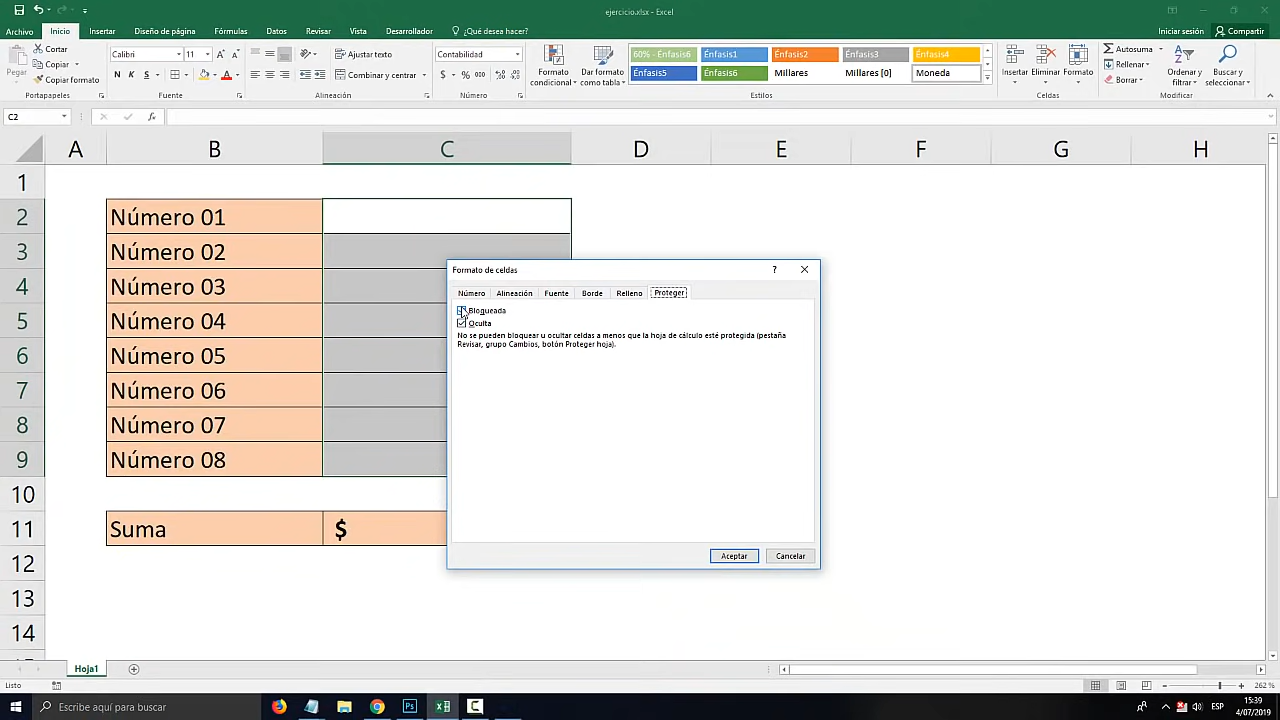 ejercicio.xlsx - Excel
Archivo Inicio Insertar Diseño de página Fórmulas Datos Revisar Vista Desarrollador ¿Qué desea hacer? Iniciar sesión Compartir
Pegar
Cortar
Copiar
Copiar formato
Portapapeles
Calibri 11
N K S
Fuente
Ajustar texto
Combinar y centrar
Alineación
Contabilidad
$ % 000
Número
Formato condicional
Dar formato como tabla
60% - Énfasis6 Énfasis1 Énfasis2 Énfasis3 Énfasis4
Énfasis5 Énfasis6 Millares Millares [0] Moneda
Estilos
Insertar Eliminar Formato
Celdas
Autosuma
Rellenar
Borrar
Ordenar y filtrar
Buscar y seleccionar
Modificar
C2
fx
A B C D E F G H
1
2 Número 01
3 Número 02
4 Número 03
5 Número 04
6 Número 05
7 Número 06
8 Número 07
9 Número 08
10
11 Suma $
12
13
14
Formato de celdas ?
Número Alineación Fuente Borde Relleno Proteger
Bloqueada
Oculta
No se pueden bloquear u ocultar celdas a menos que la hoja de cálculo esté protegida (pestaña
Revisar, grupo Cambios, botón Proteger hoja).
Aceptar Cancelar
Hoja1
Listo
262 %
Escribe aquí para buscar
ESP
15:39
4/07/2019